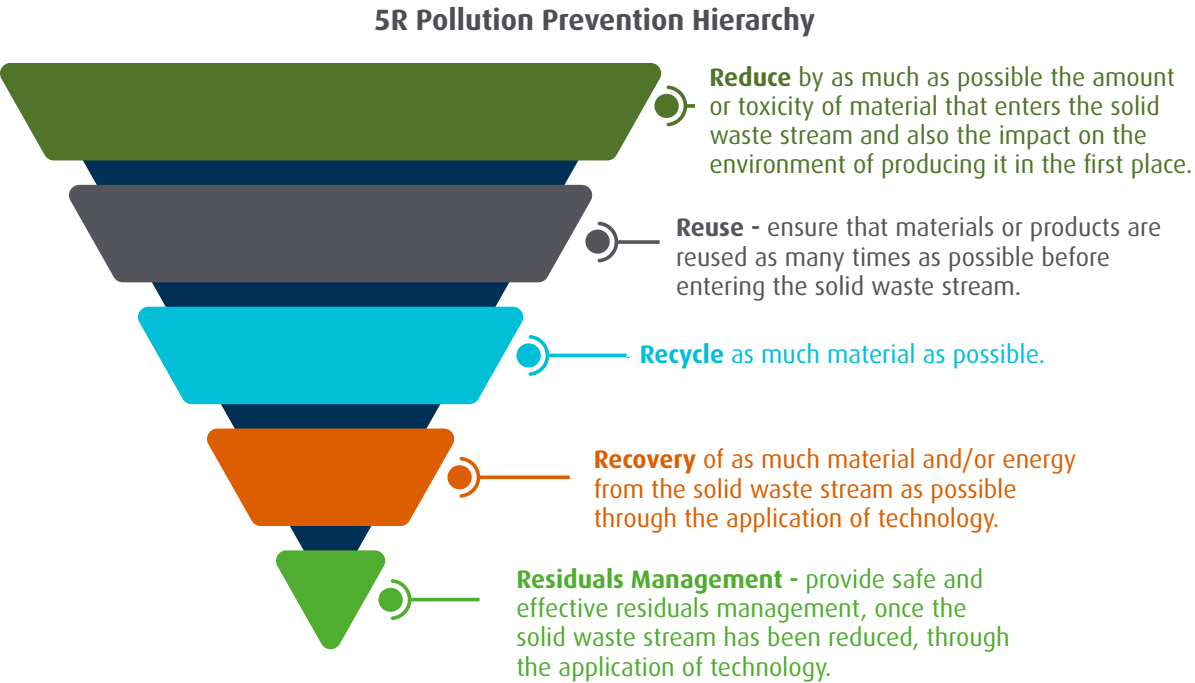 5R Pollution Prevention Hierarchy
Reduce by as much as possible the amount
or toxicity of material that enters the solid
waste stream and also the impact on the
environment of producing it in the first place.
Reuse - ensure that materials or products are
reused as many times as possible before
entering the solid waste stream.
Recycle as much material as possible.
Recovery of as much material and/or energy
from the solid waste stream as possible
through the application of technology.
Residuals Management - provide safe and
effective residuals management, once the
solid waste stream has been reduced, through
the application of technology.